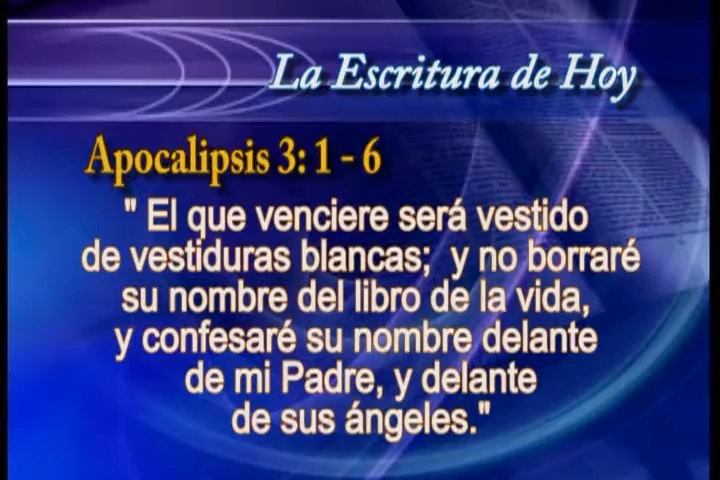 La Escritura de Hoy
Apocalipsis 3: 1 - 6
" El que venciere será vestido
de vestiduras blancas; y no borraré
su nombre del libro de la vida,
y confesaré su nombre delante
de mi Padre, y delante
de sus ángeles."